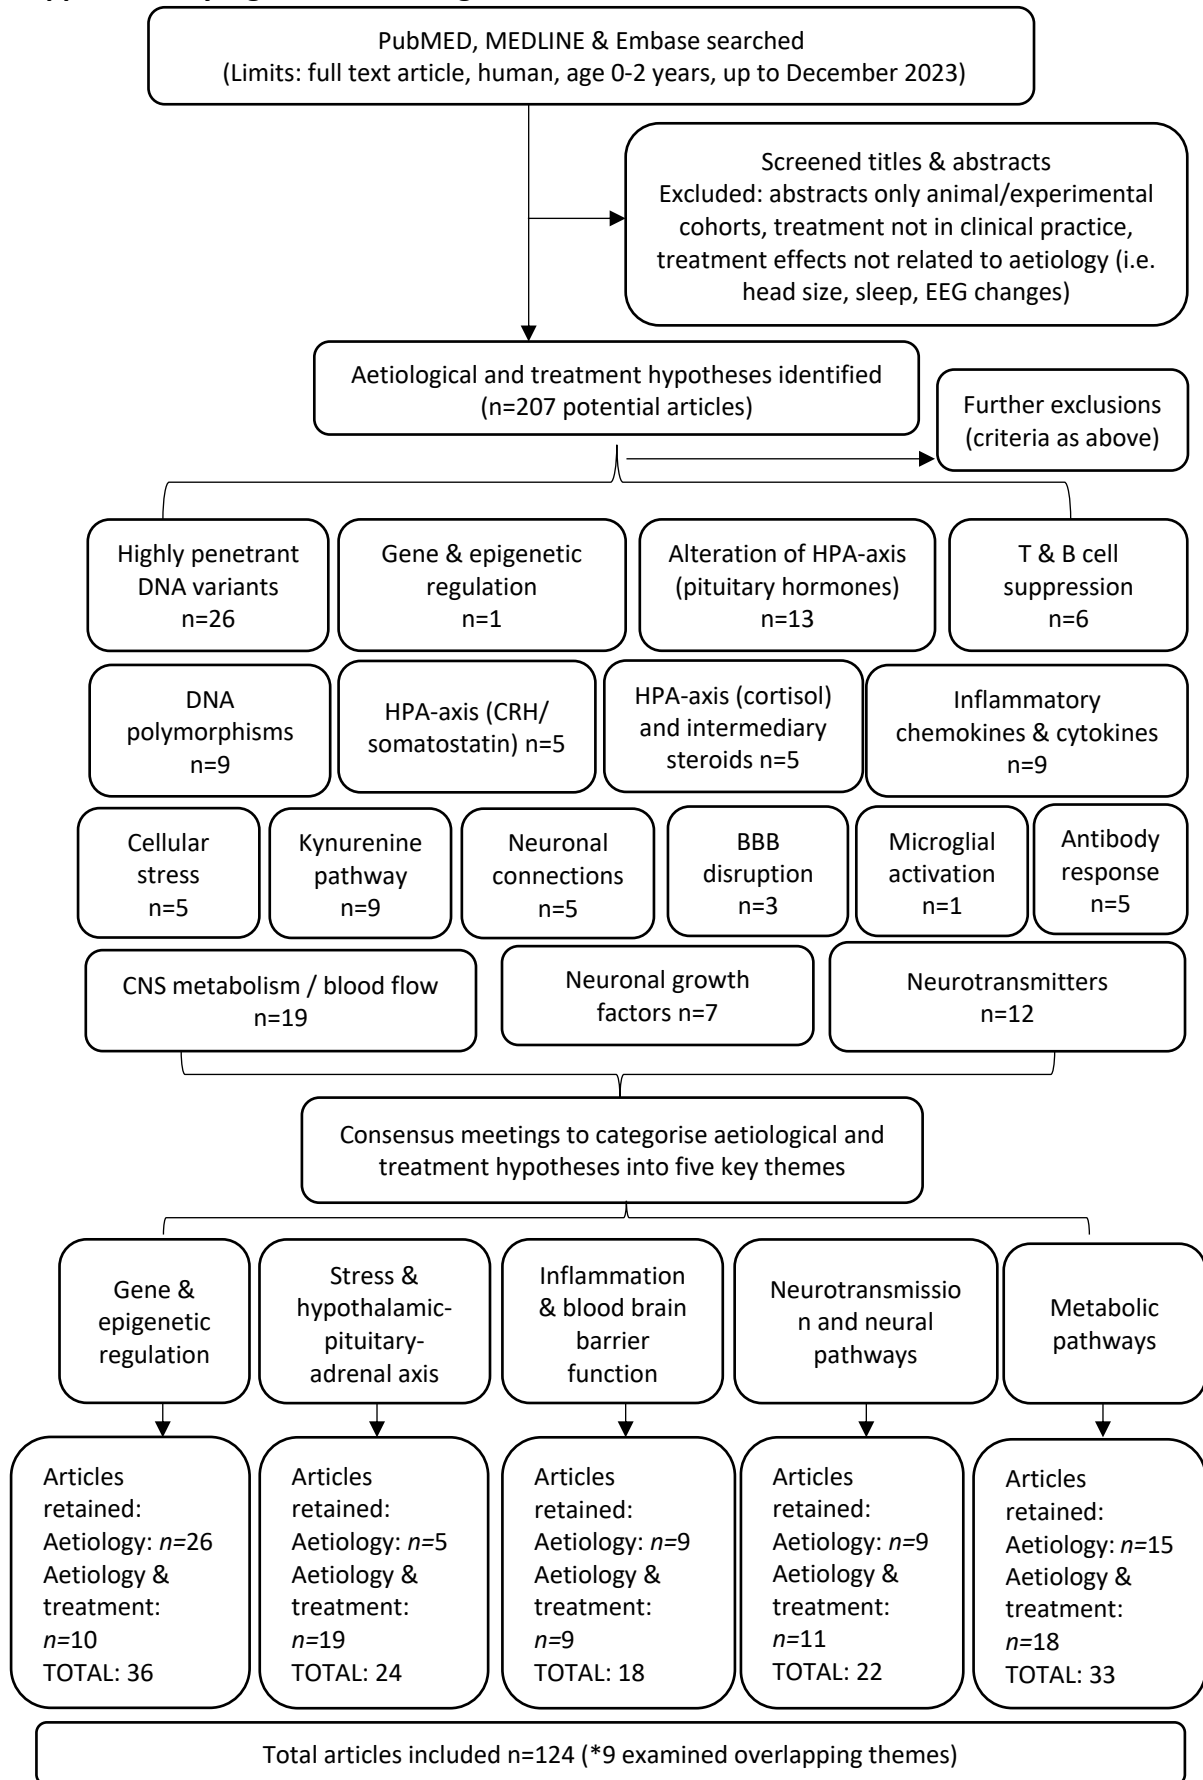 PubMED, MEDLINE & Embase searched
(Limits: full text article, human, age 0-2 years, up to December 2023)
Screened titles & abstracts
Excluded: abstracts only animal/experimental
cohorts, treatment not in clinical practice,
treatment effects not related to aetiology (i.e.
head size, sleep, EEG changes)
Aetiological and treatment hypotheses identified
(n=207 potential articles)
Further exclusions
(criteria as above)
Highly penetrant
DNA variants
n=26
Gene & epigenetic
regulation
n=1
Alteration of HPA-axis
(pituitary hormones)
n=13
T & B cell
suppression
n=6
DNA
polymorphisms
n=9
HPA-axis (CRH/
somatostatin) n=5
HPA-axis (cortisol)
and intermediary
steroids n=5
Inflammatory
chemokines & cytokines
n=9
Cellular
stress
n=5
Kynurenine
pathway
n=9
Neuronal
connections
n=5
BBB
disruption
n=3
Microglial
activation
n=1
Antibody
response
n=5
CNS metabolism / blood flow
n=19
Neuronal growth
factors n=7
Neurotransmitters
n=12
Consensus meetings to categorise aetiological and
treatment hypotheses into five key themes
Gene &
epigenetic
regulation
Stress &
hypothalamic-
pituitary-
adrenal axis
Inflammation
& blood brain
barrier
function
Neurotransmissio
n and neural
pathways
Metabolic
pathways
Articles
retained:
Aetiology: n=26
Aetiology &
treatment:
n=10
TOTAL: 36
Articles
retained:
Aetiology: n=5
Aetiology &
treatment:
n=19
TOTAL: 24
Articles
retained:
Aetiology: n=9
Aetiology &
treatment:
n=9
TOTAL: 18
Articles
retained:
Aetiology: n=9
Aetiology &
treatment:
n=11
TOTAL: 22
Articles
retained:
Aetiology: n=15
Aetiology &
treatment:
n=18
TOTAL: 33
Total articles included n=124 (*9 examined overlapping themes)